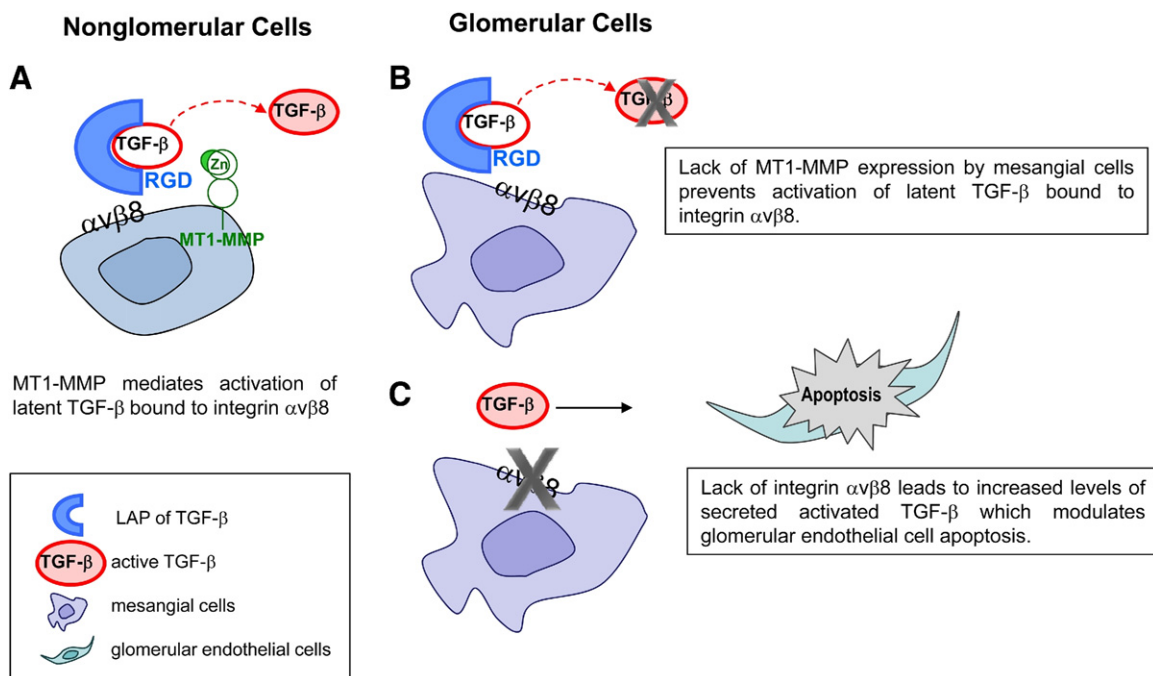 Nonglomerular Cells
Glomerular Cells
A
TGF-β
TGF-β
RGD
Zn
αvβ8
MT1-MMP
MT1-MMP mediates activation of
latent TGF-β bound to integrin αvβ8
B
TGF-β
TGF-β
X
RGD
αvβ8
Lack of MT1-MMP expression by mesangial cells
prevents activation of latent TGF-β bound to
integrin αvβ8.
C
TGF-β
αvβ8
X
Apoptosis
Lack of integrin αvβ8 leads to increased levels of
secreted activated TGF-β which modulates
glomerular endothelial cell apoptosis.
LAP of TGF-β
TGF-β active TGF-β
mesangial cells
glomerular endothelial cells